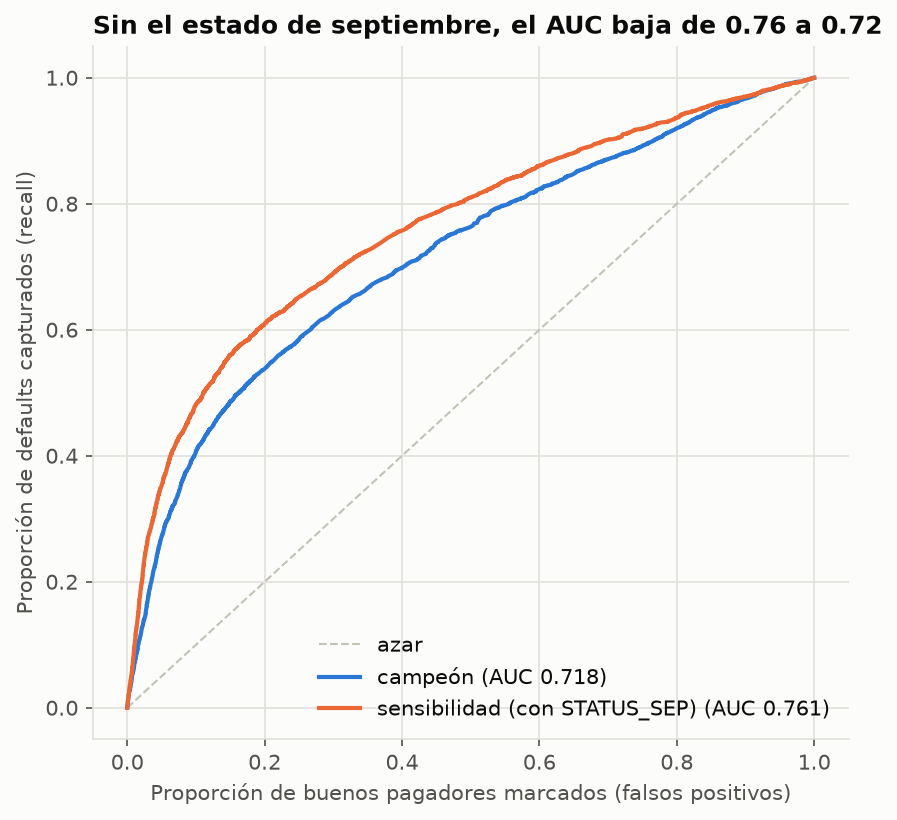 Sin el estado de septiembre, el AUC baja de 0.76 a 0.72
Proporción de defaults capturados (recall)
1.0
0.8
0.6
0.4
0.2
0.0
azar
campeón (AUC 0.718)
sensibilidad (con STATUS_SEP) (AUC 0.761)
0.0 0.2 0.4 0.6 0.8 1.0
Proporción de buenos pagadores marcados (falsos positivos)